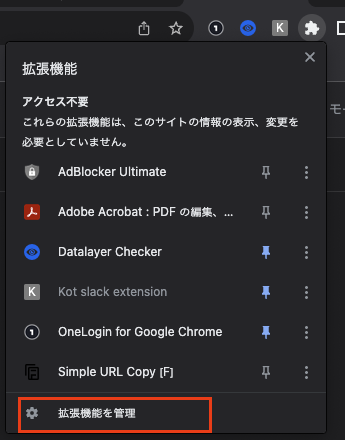 拡張機能
アクセス不要
これらの拡張機能は、このサイトの情報の表示、変更を
必要としていません。
AdBlocker Ultimate
Adobe Acrobat : PDF の編集、...
Datalayer Checker
K Kot slack extension
1 OneLogin for Google Chrome
Simple URL Copy [F]
拡張機能を管理